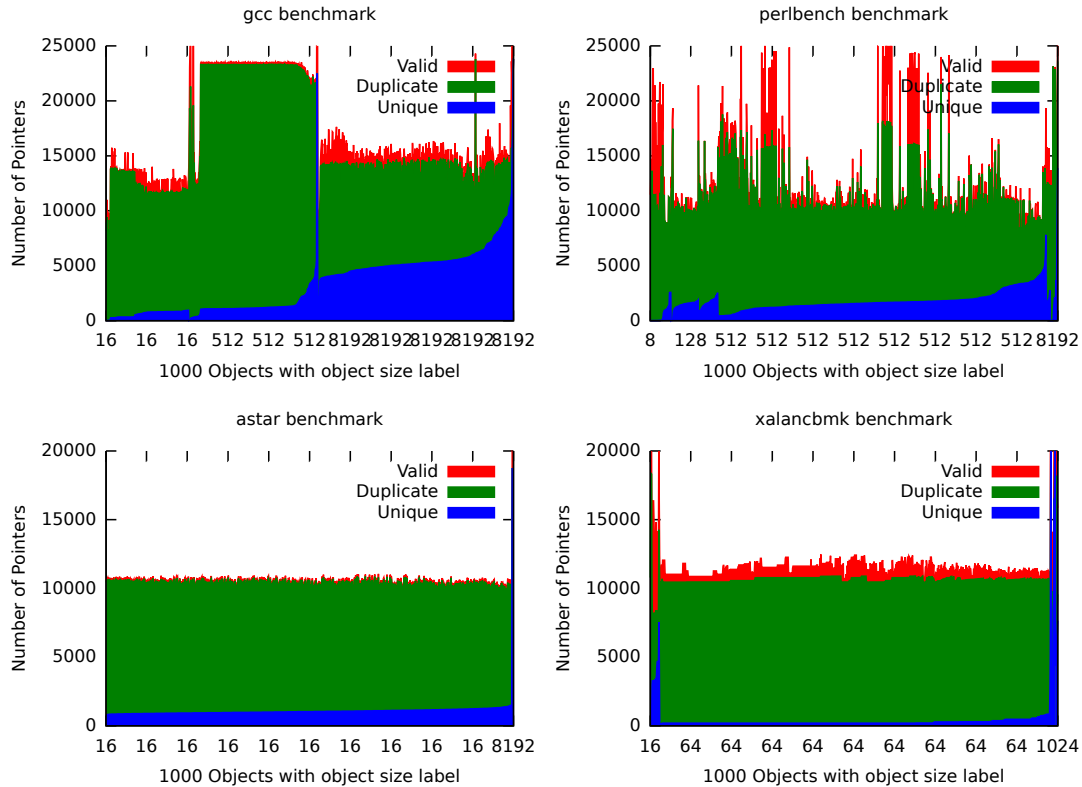 gcc benchmark
25000
20000
15000
10000
5000
0
Number of Pointers
Valid
Duplicate
Unique
16 16 16 512 512 512 8192 8192 8192 8192 8192
1000 Objects with object size label
perlbench benchmark
25000
20000
15000
10000
5000
0
Number of Pointers
Valid
Duplicate
Unique
8 128 512 512 512 512 512 512 512 512 8192
1000 Objects with object size label
astar benchmark
20000
15000
10000
5000
0
Number of Pointers
Valid
Duplicate
Unique
16 16 16 16 16 16 16 16 16 16 8192
1000 Objects with object size label
xalancbmk benchmark
20000
15000
10000
5000
0
Number of Pointers
Valid
Duplicate
Unique
16 64 64 64 64 64 64 64 64 64 1024
1000 Objects with object size label